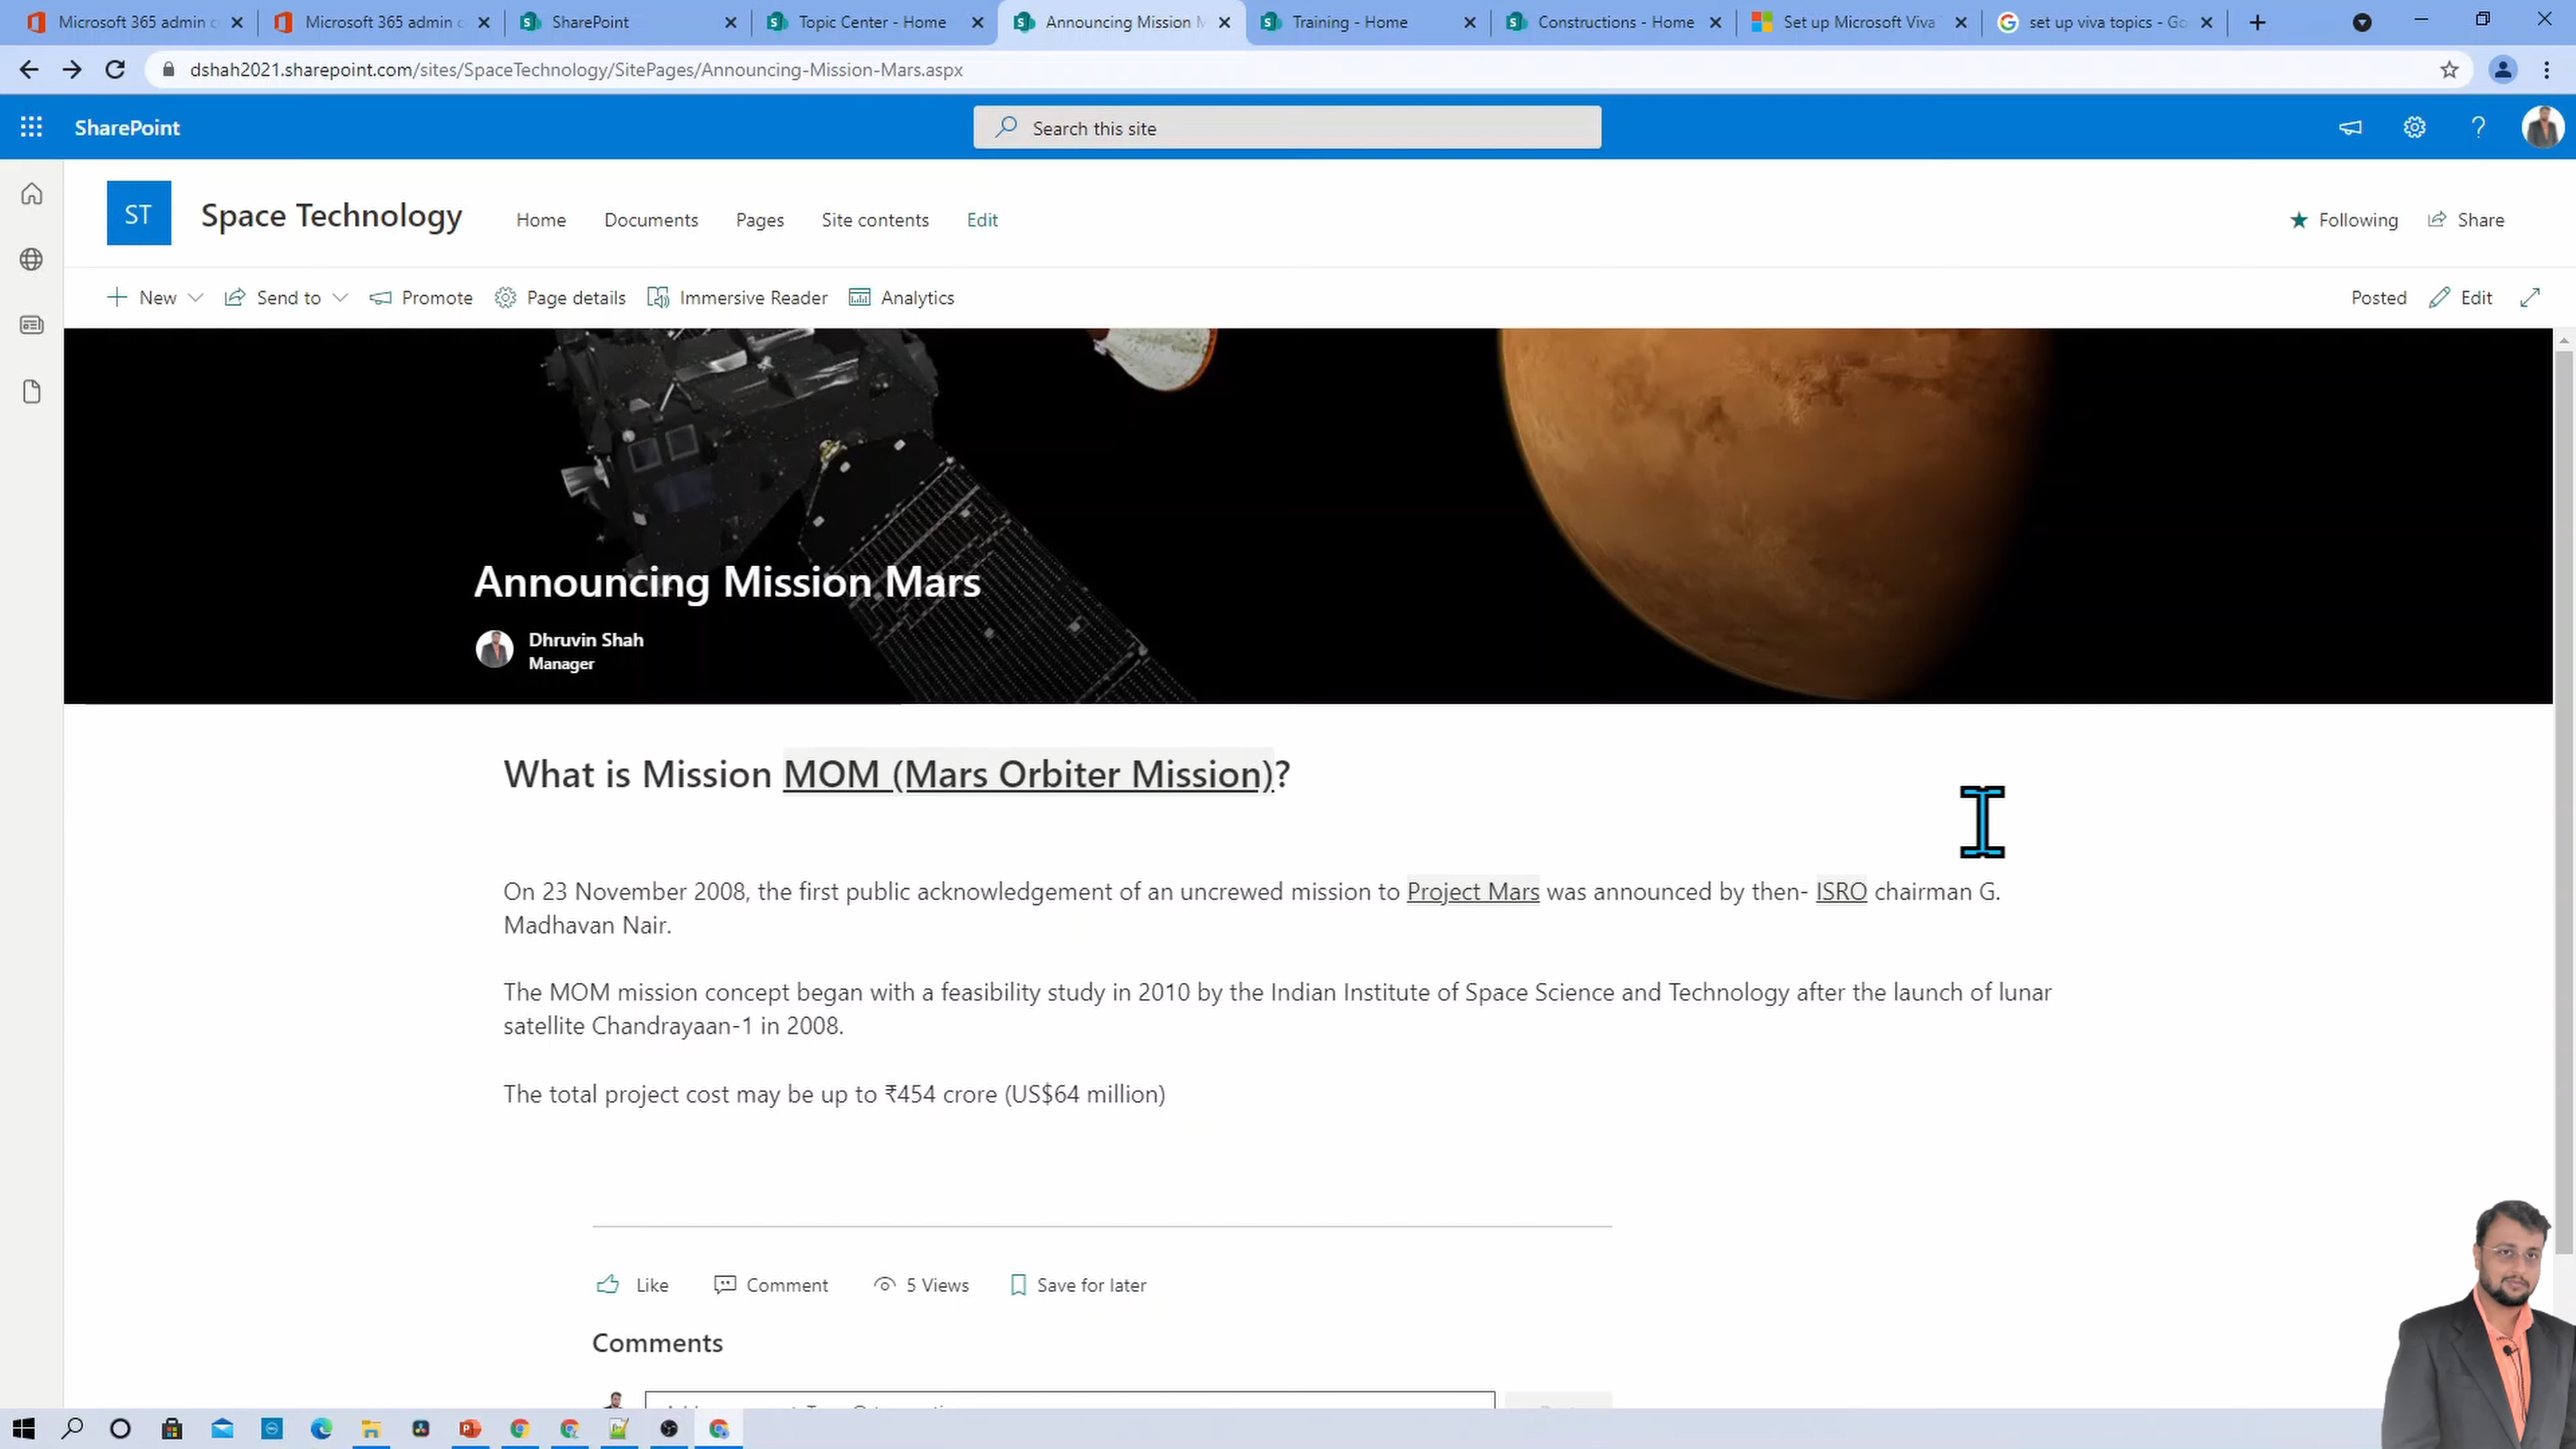 Microsoft 365 admin c
Microsoft 365 admin c
SharePoint
Topic Center - Home
Announcing Mission M
Training - Home
Constructions - Home
Set up Microsoft Viva
set up viva topics - Go
dshah2021.sharepoint.com/sites/SpaceTechnology/SitePages/Announcing-Mission-Mars.aspx
SharePoint
Search this site
ST
Space Technology
Home
Documents
Pages
Site contents
Edit
Following
Share
New
Send to
Promote
Page details
Immersive Reader
Analytics
Posted
Edit
Announcing Mission Mars
Dhruvin Shah
Manager
What is Mission MOM (Mars Orbiter Mission)?
On 23 November 2008, the first public acknowledgement of an uncrewed mission to Project Mars was announced by then- ISRO chairman G.
Madhavan Nair.
The MOM mission concept began with a feasibility study in 2010 by the Indian Institute of Space Science and Technology after the launch of lunar
satellite Chandrayaan-1 in 2008.
The total project cost may be up to ₹454 crore (US$64 million)
Like
Comment
5 Views
Save for later
Comments